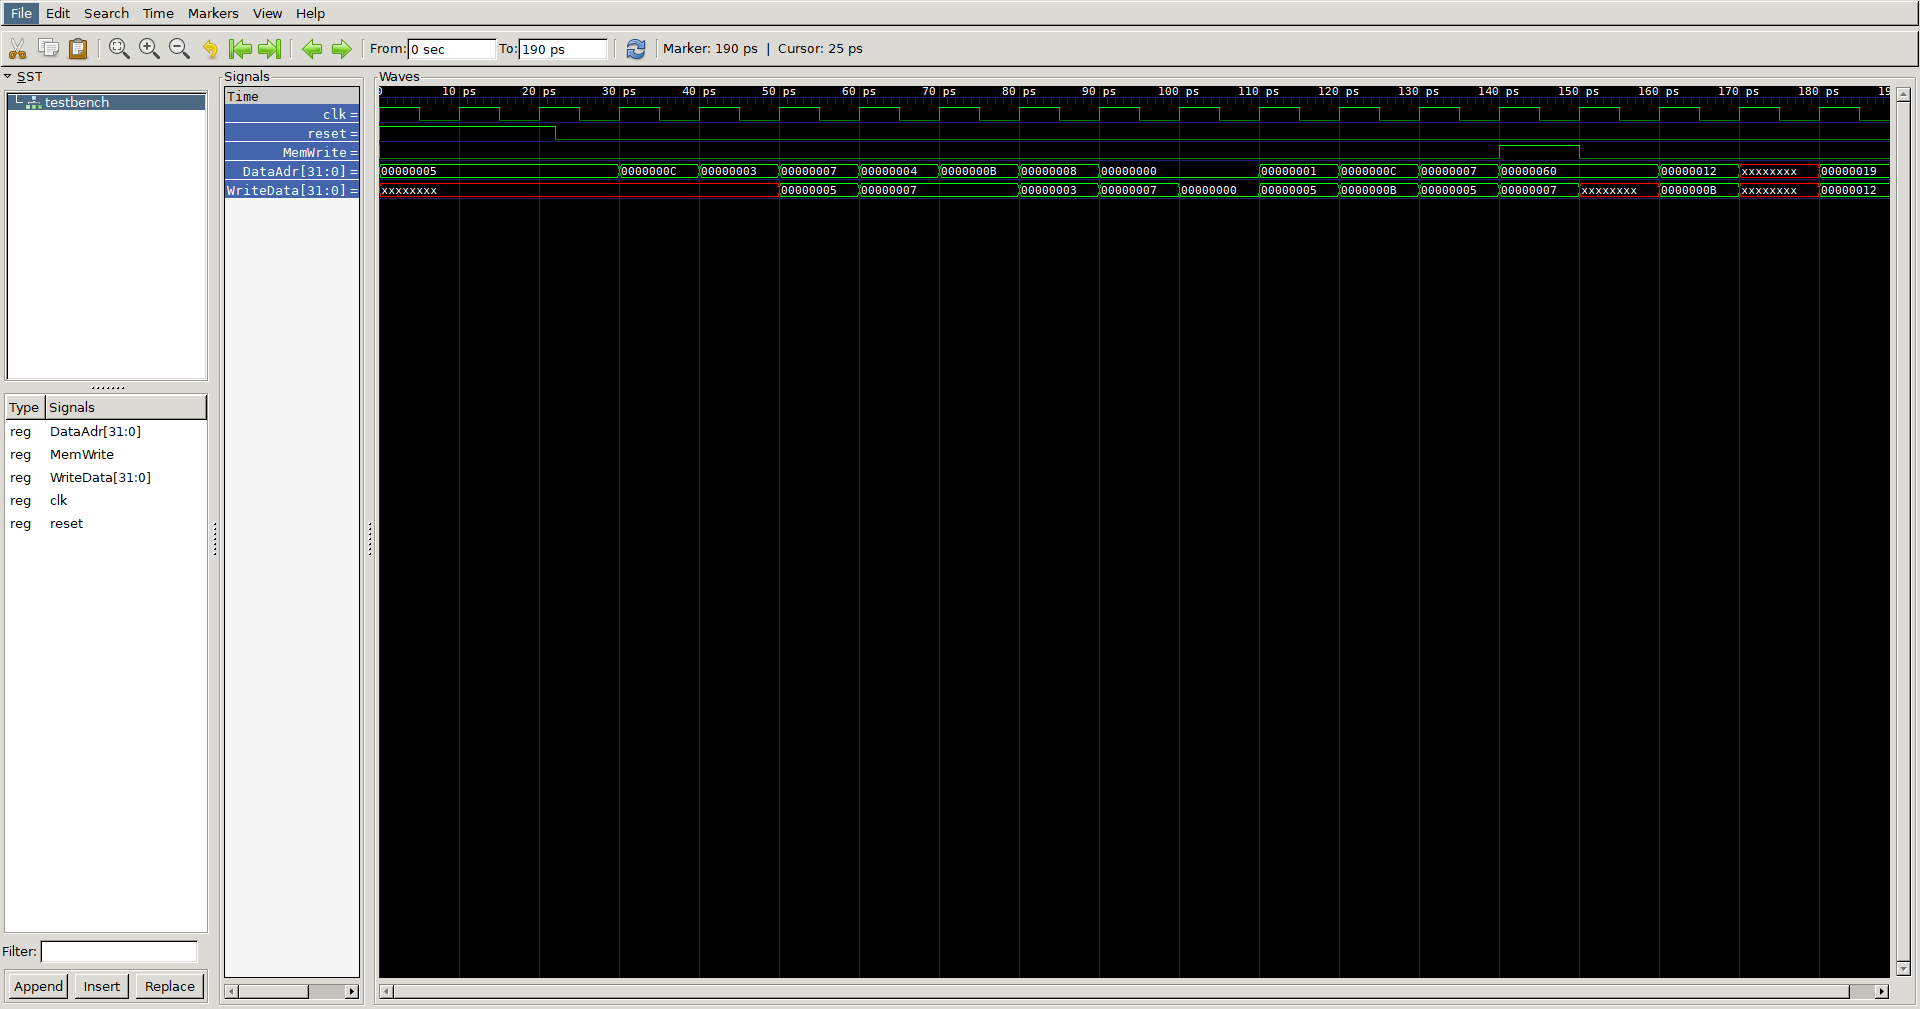 File Edit Search Time Markers View Help
From: 0 sec To: 190 ps Marker: 190 ps | Cursor: 25 ps
SST
testbench
Type Signals
reg DataAdr[31:0]
reg MemWrite
reg WriteData[31:0]
reg clk
reg reset
Filter:
Append Insert Replace
Signals
Time
clk =
reset =
MemWrite =
DataAdr[31:0] =
WriteData[31:0] =
Waves
0 10 ps 20 ps 30 ps 40 ps 50 ps 60 ps 70 ps 80 ps 90 ps 100 ps 110 ps 120 ps 130 ps 140 ps 150 ps 160 ps 170 ps 180 ps 19
00000005 0000000C 00000003 00000007 00000004 0000000B 00000008 00000000 00000001 0000000C 00000007 00000060 00000012 xxxxxxxx 00000019
xxxxxxxx 00000005 00000007 00000003 00000007 00000000 00000005 0000000B 00000005 00000007 xxxxxxxx 0000000B xxxxxxxx 00000012